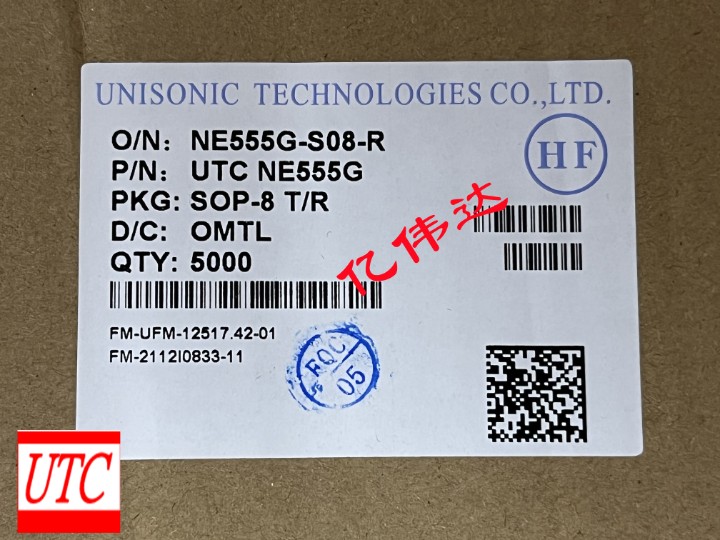 UNISONIC TECHNOLOGIES CO.,LTD.
O/N: NE555G-S08-R
HF
P/N: UTC NE555G
PKG: SOP-8 T/R
D/C: OMTL
QTY: 5000
亿伟达
FM-UFM-12517.42-01
FM-2112I0833-11
FQC
05
UTC